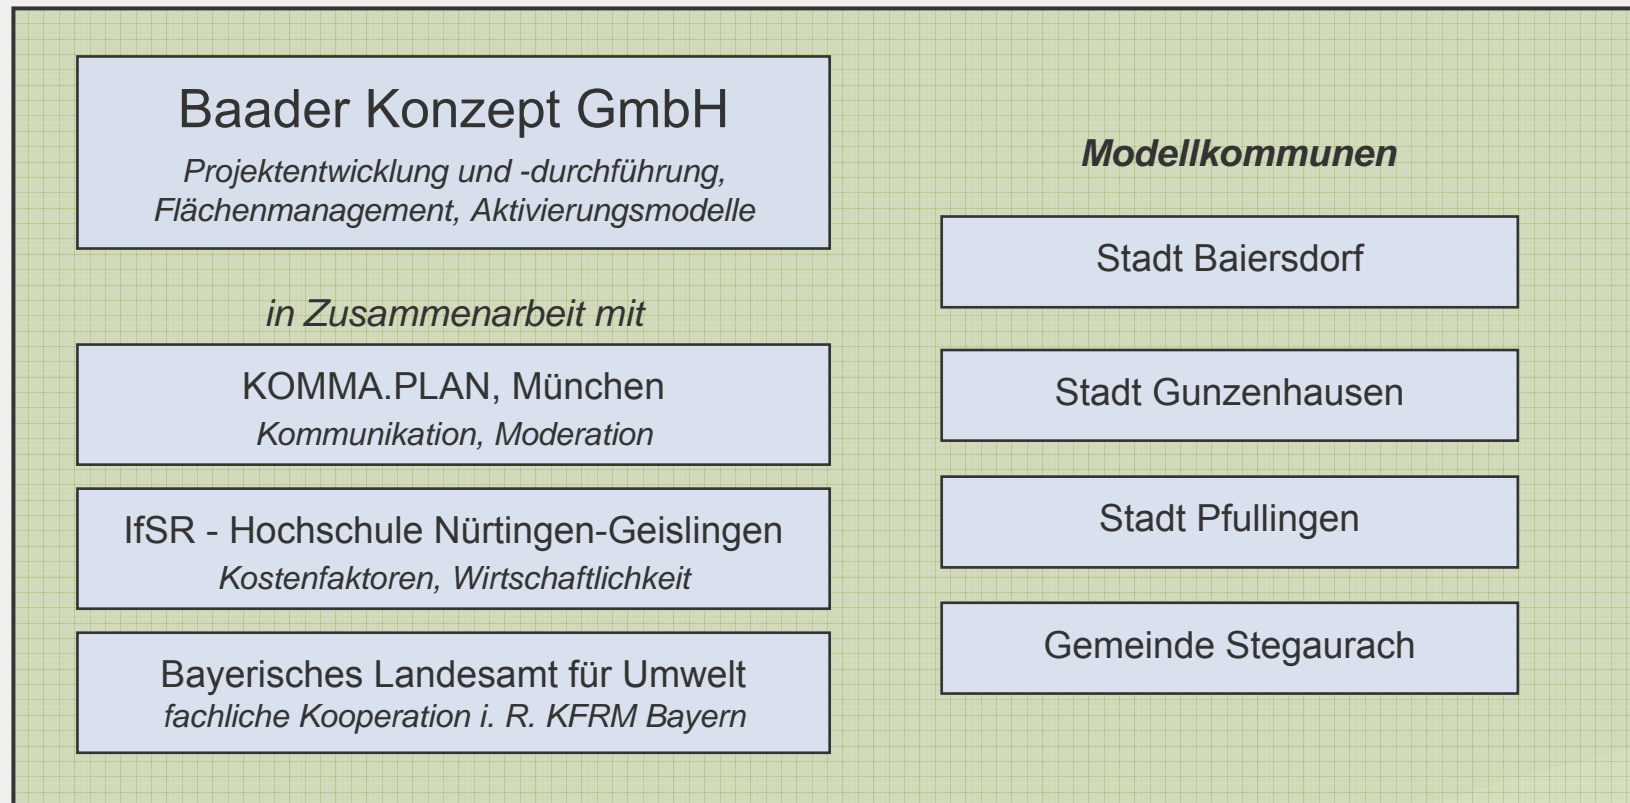 Baader Konzept GmbH
Projektentwicklung und -durchführung,
Flächenmanagement, Aktivierungsmodelle
in Zusammenarbeit mit
KOMMA.PLAN, München
Kommunikation, Moderation
IfSR - Hochschule Nürtingen-Geislingen
Kostenfaktoren, Wirtschaftlichkeit
Bayerisches Landesamt für Umwelt
fachliche Kooperation i. R. KFRM Bayern
Modellkommunen
Stadt Baiersdorf
Stadt Gunzenhausen
Stadt Pfullingen
Gemeinde Stegaurach